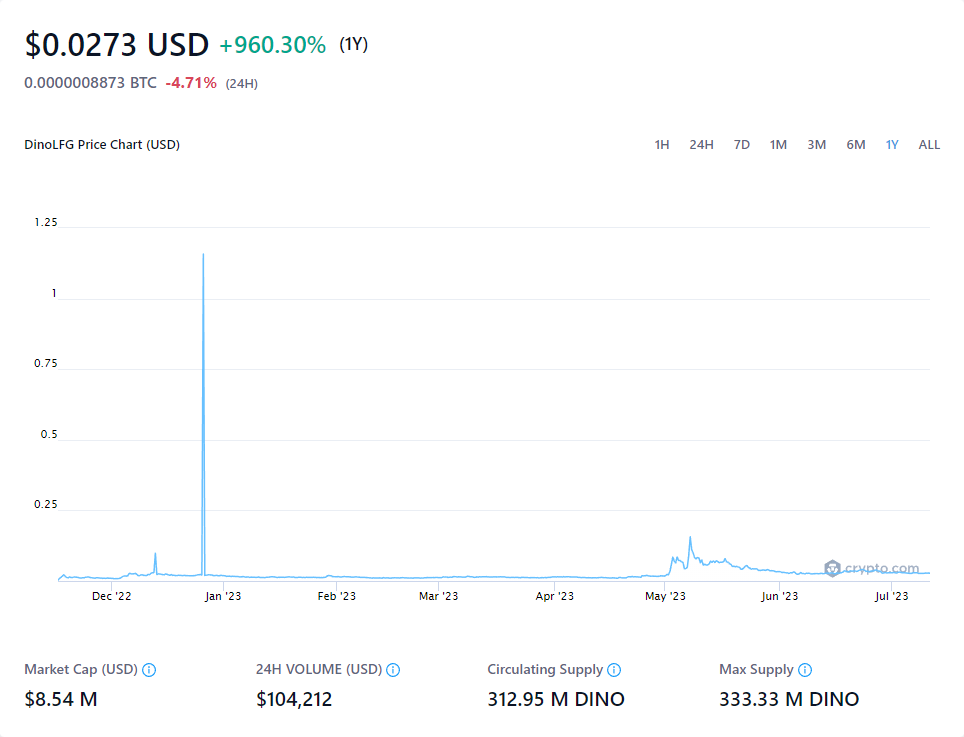 $0.0273 USD +960.30% (1Y)
0.0000008873 BTC -4.71% (24H)
DinoLFG Price Chart (USD) 1H 24H 7D 1M 3M 6M 1Y ALL
1.25
1
0.75
0.5
0.25
crypto.com
Dec '22 Jan '23 Feb '23 Mar '23 Apr '23 May '23 Jun '23 Jul '23
Market Cap (USD) 24H VOLUME (USD) Circulating Supply Max Supply
$8.54 M $104,212 312.95 M DINO 333.33 M DINO